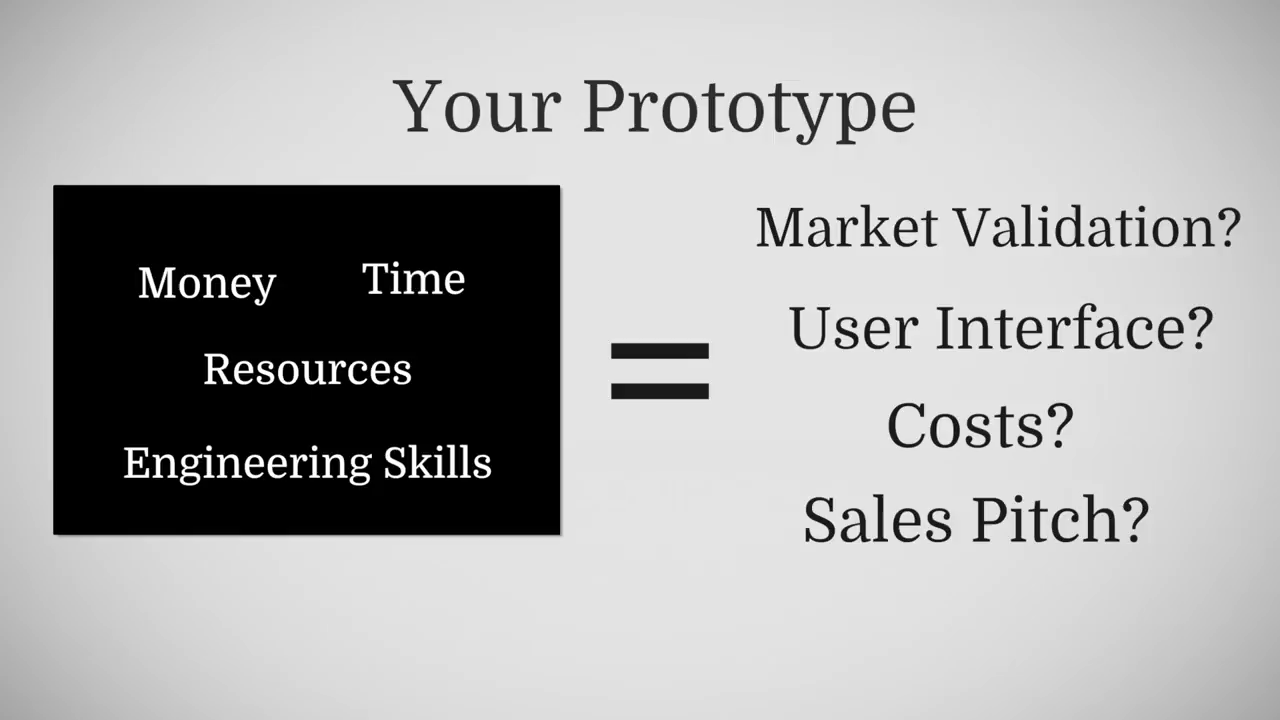 Your Prototype
Money Time
Resources
Engineering Skills
=
Market Validation?
User Interface?
Costs?
Sales Pitch?